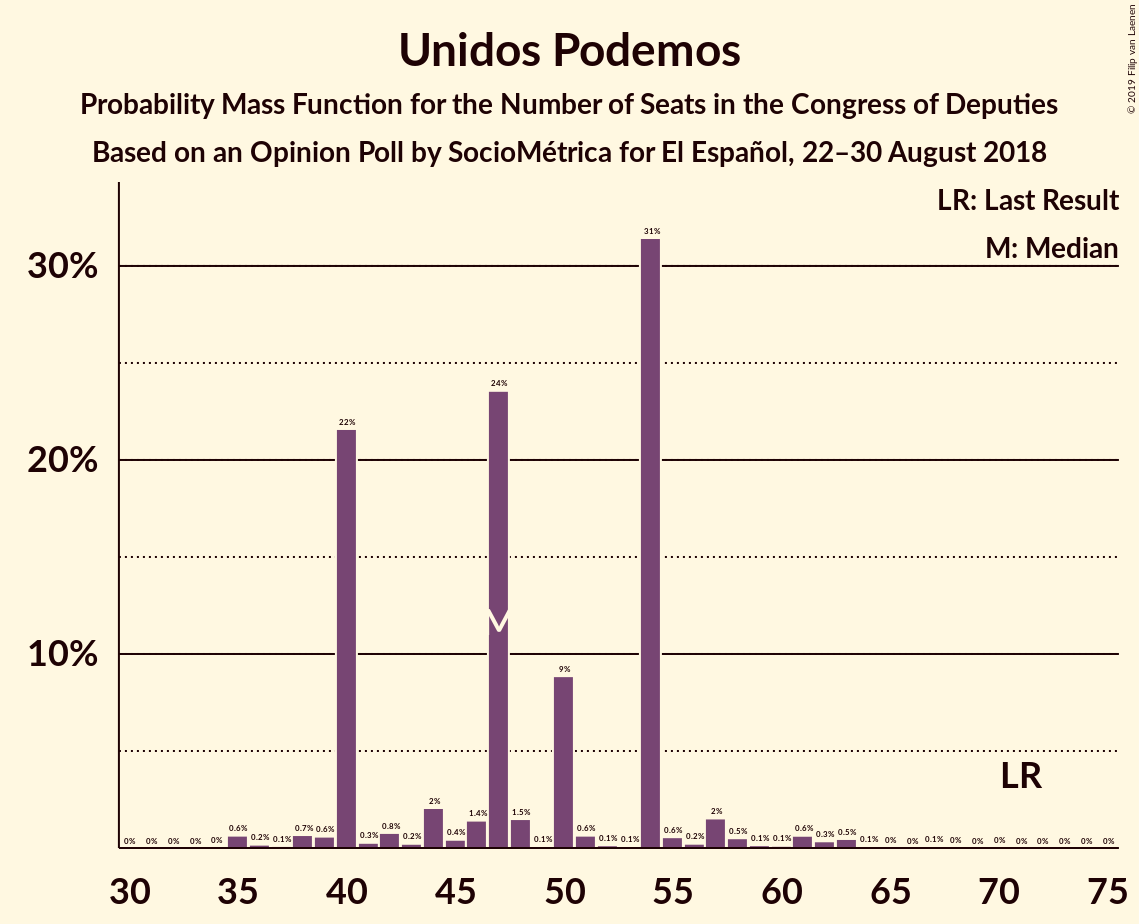 Unidos Podemos
Probability Mass Function for the Number of Seats in the Congress of Deputies
Based on an Opinion Poll by SocioMétrica for El Español, 22–30 August 2018
© 2019 Filip van Laenen
LR: Last Result
M: Median
30%
20%
10%
0% 0% 0% 0% 0% 0.6% 0.2% 0.1% 0.7% 0.6% 22% 0.3% 0.8% 0.2% 2% 0.4% 1.4% 24% 1.5% 0.1% 9% 0.6% 0.1% 0.1% 31% 0.6% 0.2% 2% 0.5% 0.1% 0.1% 0.6% 0.3% 0.5% 0.1% 0% 0% 0.1% 0% 0% 0% 0% 0% 0% 0% 0%
M
LR
30 35 40 45 50 55 60 65 70 75